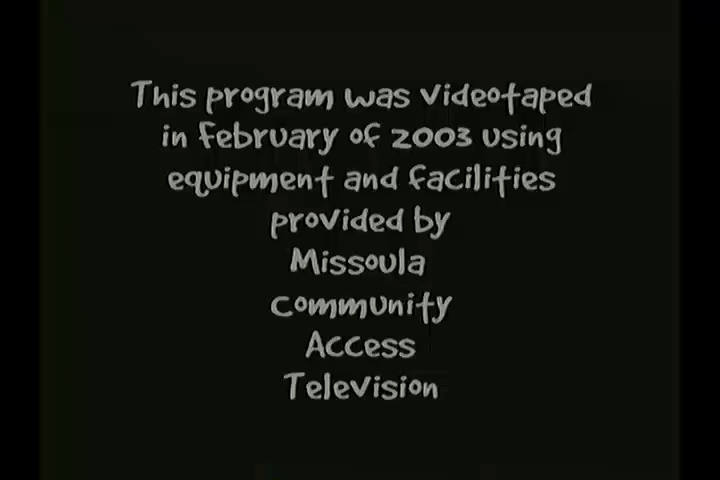 This program was videotaped
in February of 2003 using
equipment and facilities
provided by
Missoula
Community
Access
Television